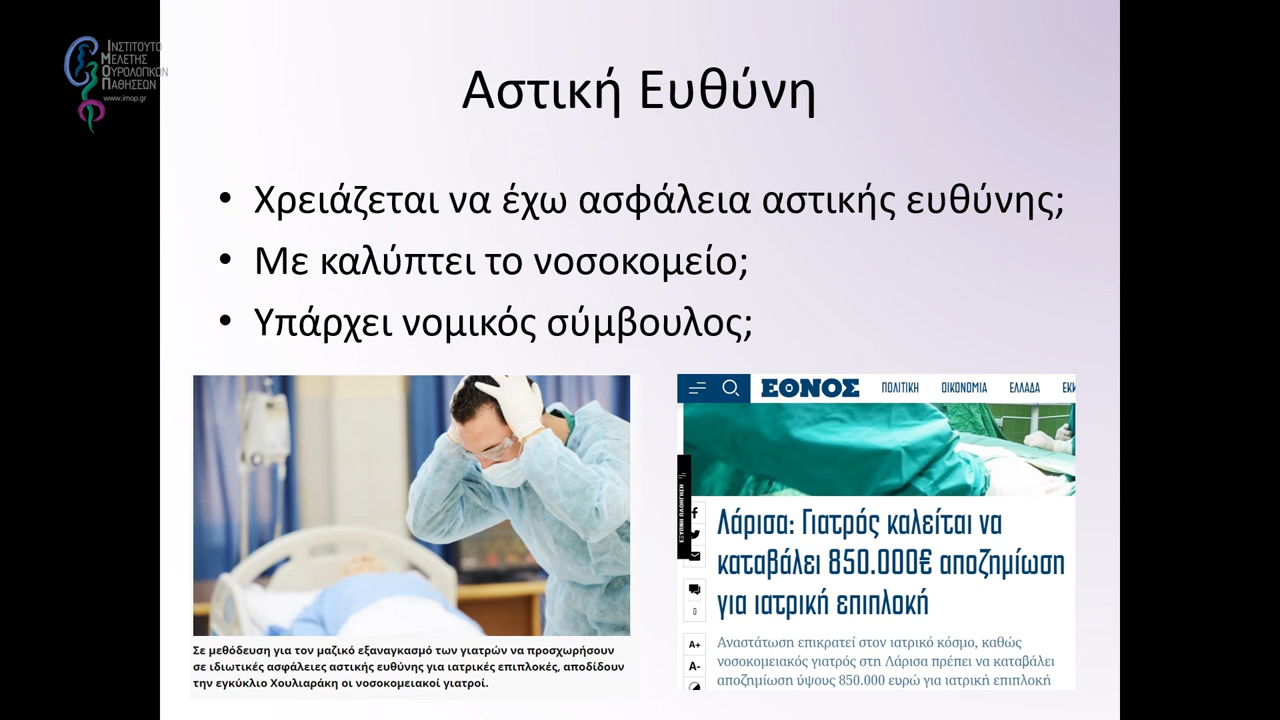 ΙΝΣΤΙΤΟΥΤΟ
ΜΕΛΕΤΗΣ
ΟΥΡΟΛΟΓΙΚΩΝ
ΠΑΘΗΣΕΩΝ
www.imop.gr
Αστική Ευθύνη
• Χρειάζεται να έχω ασφάλεια αστικής ευθύνης;
• Με καλύπτει το νοσοκομείο;
• Υπάρχει νομικός σύμβουλος;
Σε μεθόδευση για τον μαζικό εξαναγκασμό των γιατρών να προσχωρήσουν
σε ιδιωτικές ασφάλειες αστικής ευθύνης για ιατρικές επιπλοκές, αποδίδουν
την εγκύκλιο Χουλιαράκη οι νοσοκομειακοί γιατροί.
ΕΘΝΟΣ ΠΟΛΙΤΙΚΗ ΟΙΚΟΝΟΜΙΑ ΕΛΛΑΔΑ ΕΚΚ
ΕΞΥΠΝΗ ΠΛΟΗΓΗΣΗ
Λάρισα: Γιατρός καλείται να
καταβάλει 850.000€ αποζημίωση
για ιατρική επιπλοκή
A+
A-
Αναστάτωση επικρατεί στον ιατρικό κόσμο, καθώς
νοσοκομειακός γιατρός στη Λάρισα πρέπει να καταβάλει
αποζημίωση ύψους 850.000 ευρώ για ιατρική επιπλοκή